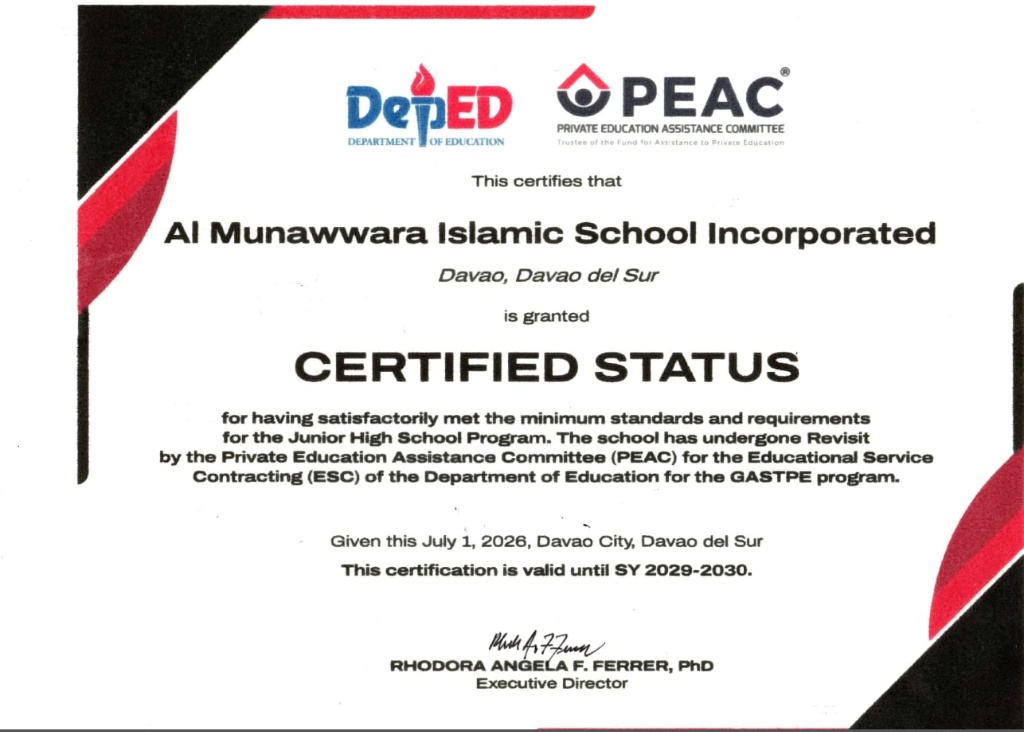 DepED
DEPARTMENT OF EDUCATION
PEAC®
PRIVATE EDUCATION ASSISTANCE COMMITTEE
Trustee of the Fund for Assistance to Private Education
This certifies that
Al Munawwara Islamic School Incorporated
Davao, Davao del Sur
is granted
CERTIFIED STATUS
for having satisfactorily met the minimum standards and requirements
for the Junior High School Program. The school has undergone Revisit
by the Private Education Assistance Committee (PEAC) for the Educational Service
Contracting (ESC) of the Department of Education for the GASTPE program.
Given this July 1, 2026, Davao City, Davao del Sur
This certification is valid until SY 2029-2030.
RHODORA ANGELA F. FERRER, PhD
Executive Director